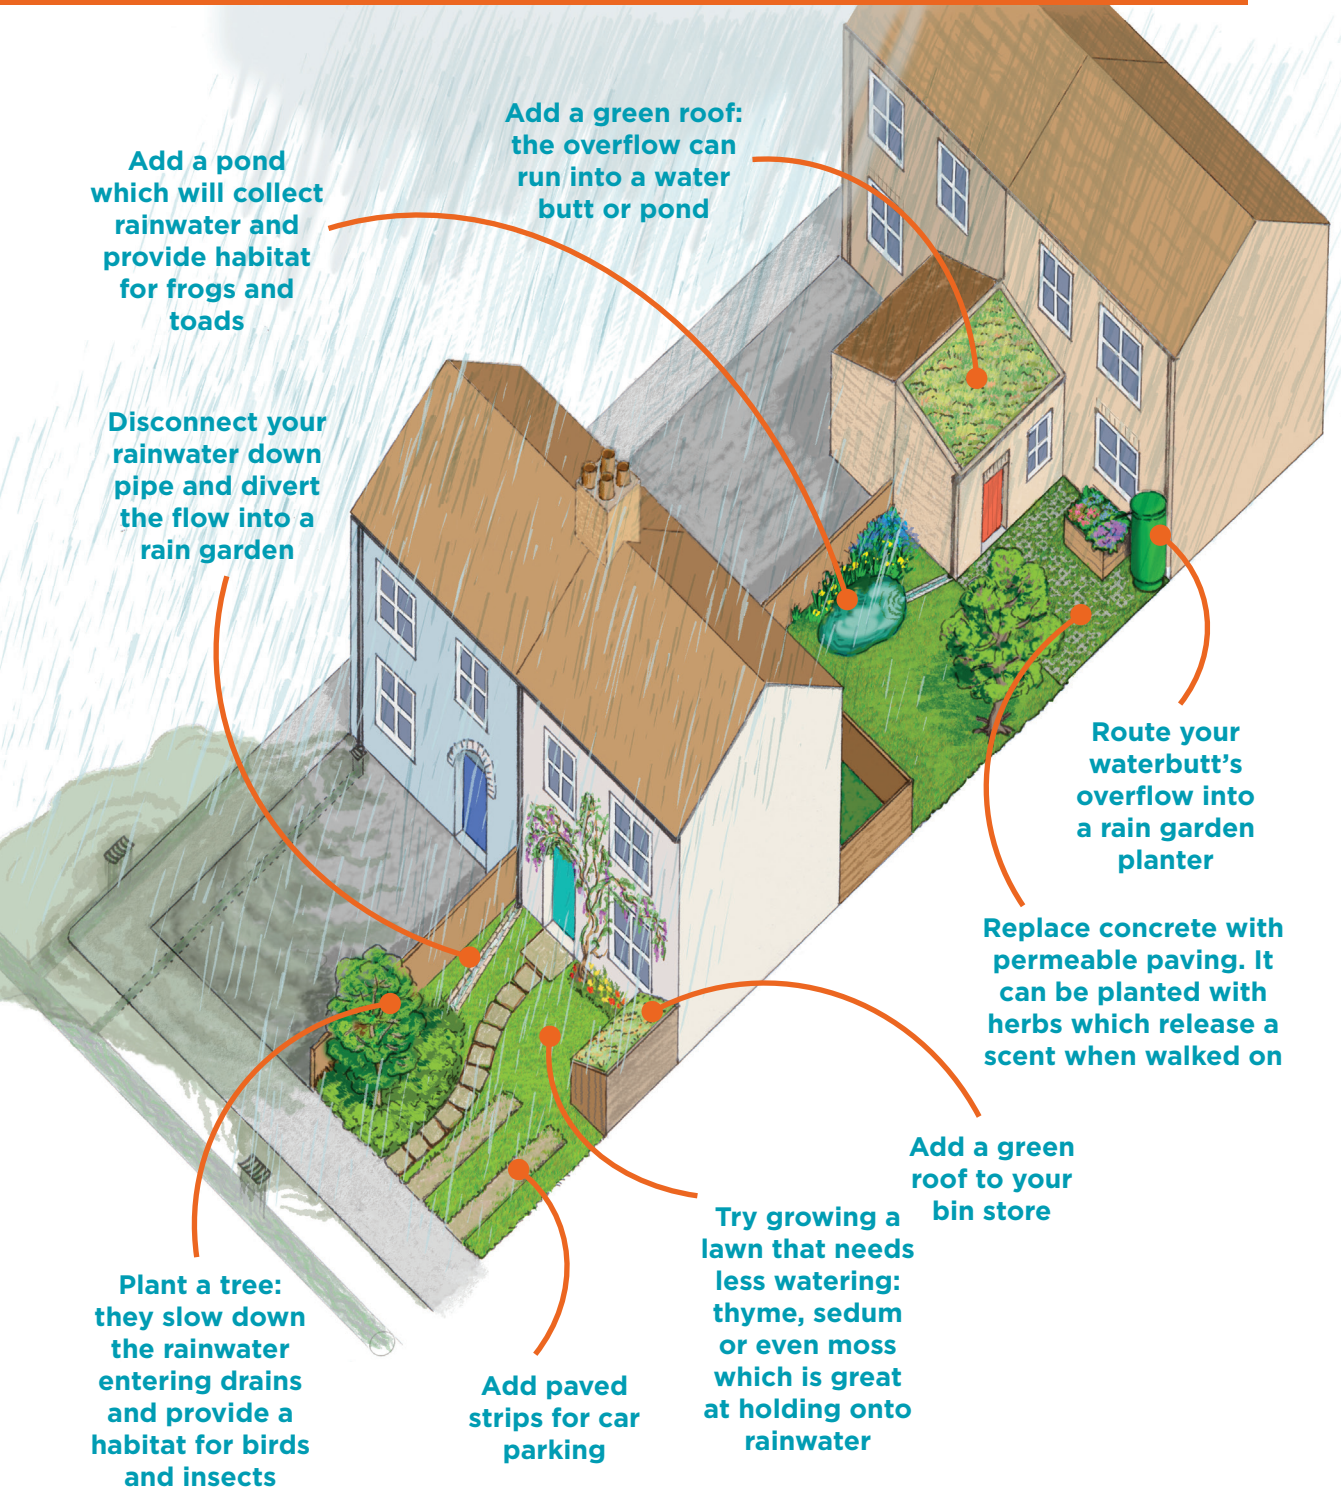 Add a green roof:
the overflow can
run into a water
butt or pond
Add a pond
which will collect
rainwater and
provide habitat
for frogs and
toads
Disconnect your
rainwater down
pipe and divert
the flow into a
rain garden
Route your
waterbutt’s
overflow into
a rain garden
planter
Replace concrete with
permeable paving. It
can be planted with
herbs which release a
scent when walked on
Add a green
roof to your
bin store
Try growing a
lawn that needs
less watering:
thyme, sedum
or even moss
which is great
at holding onto
rainwater
Add paved
strips for car
parking
Plant a tree:
they slow down
the rainwater
entering drains
and provide a
habitat for birds
and insects